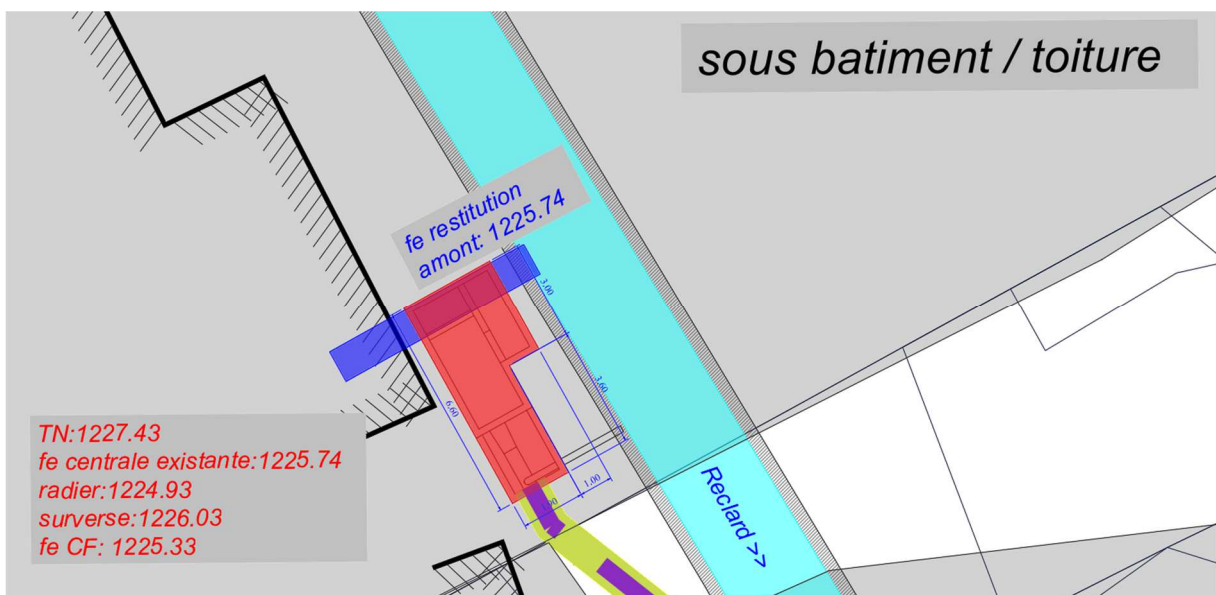 sous batiment / toiture
fe restitution
amont: 1225.74
3.00
3.60
6.60
1.00
TN:1227.43
fe centrale existante:1225.74
radier:1224.93
surverse:1226.03
fe CF: 1225.33
Reclard >>